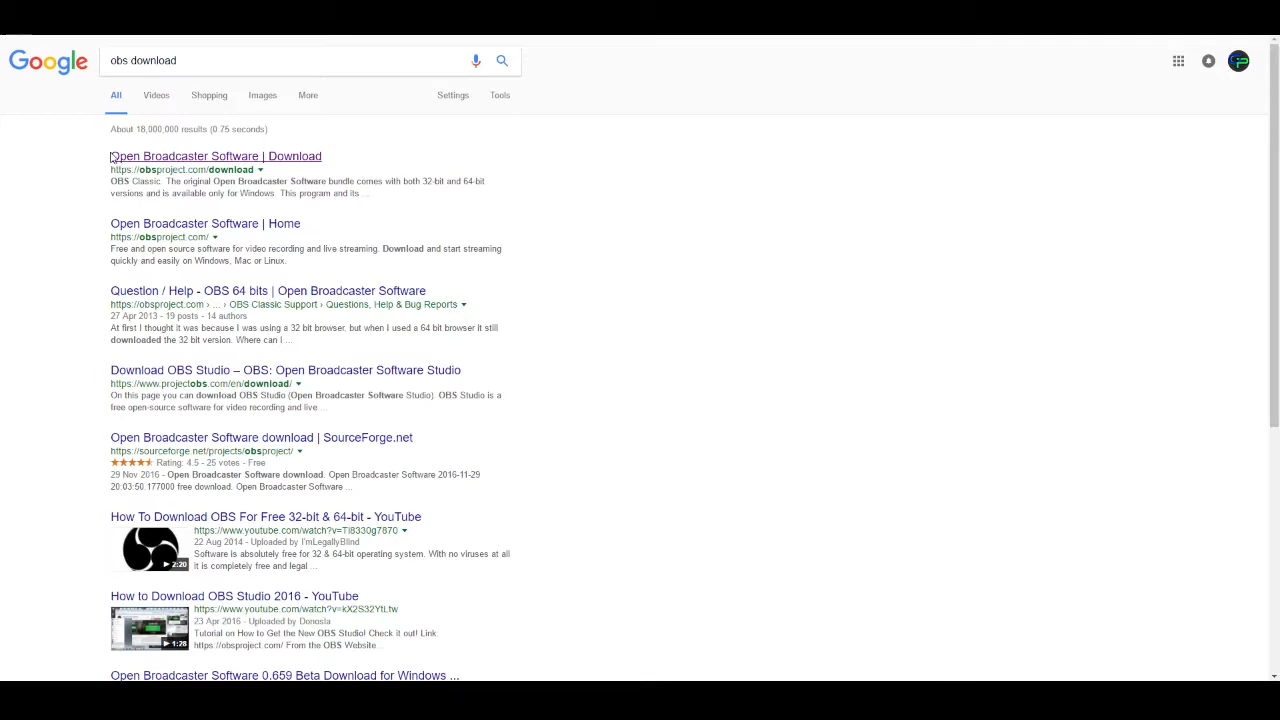 Google
obs download
All Videos Shopping Images More Settings Tools
About 18,000,000 results (0.75 seconds)
Open Broadcaster Software | Download
https://obsproject.com/download
OBS Classic. The original Open Broadcaster Software bundle comes with both 32-bit and 64-bit
versions and is available only for Windows. This program and its ...
Open Broadcaster Software | Home
https://obsproject.com/
Free and open source software for video recording and live streaming. Download and start streaming
quickly and easily on Windows, Mac or Linux.
Question / Help - OBS 64 bits | Open Broadcaster Software
https://obsproject.com › ... › OBS Classic Support › Questions, Help & Bug Reports
27 Apr 2013 - 19 posts - 14 authors
At first I thought it was because I was using a 32 bit browser, but when I used a 64 bit browser it still
downloaded the 32 bit version. Where can I ...
Download OBS Studio – OBS: Open Broadcaster Software Studio
https://www.projectobs.com/en/download/
On this page you can download OBS Studio (Open Broadcaster Software Studio). OBS Studio is a
free open-source software for video recording and live ...
Open Broadcaster Software download | SourceForge.net
https://sourceforge.net/projects/obsproject/
Rating: 4.5 - 25 votes - Free
29 Nov 2016 - Open Broadcaster Software download. Open Broadcaster Software 2016-11-29
20:03:50.177000 free download. Open Broadcaster Software ...
How To Download OBS For Free 32-bit & 64-bit - YouTube
https://www.youtube.com/watch?v=Tl8330g7870
22 Aug 2014 - Uploaded by I'mLegallyBlind
Software is absolutely free for 32 & 64-bit operating system. With no viruses at all
it is completely free and legal ...
2:20
How to Download OBS Studio 2016 - YouTube
https://www.youtube.com/watch?v=kX2S32YtLtw
23 Apr 2016 - Uploaded by Donosla
Tutorial on How to Get the New OBS Studio! Check it out! Link:
https://obsproject.com/ From the OBS Website...
1:28
Open Broadcaster Software 0.659 Beta Download for Windows ...